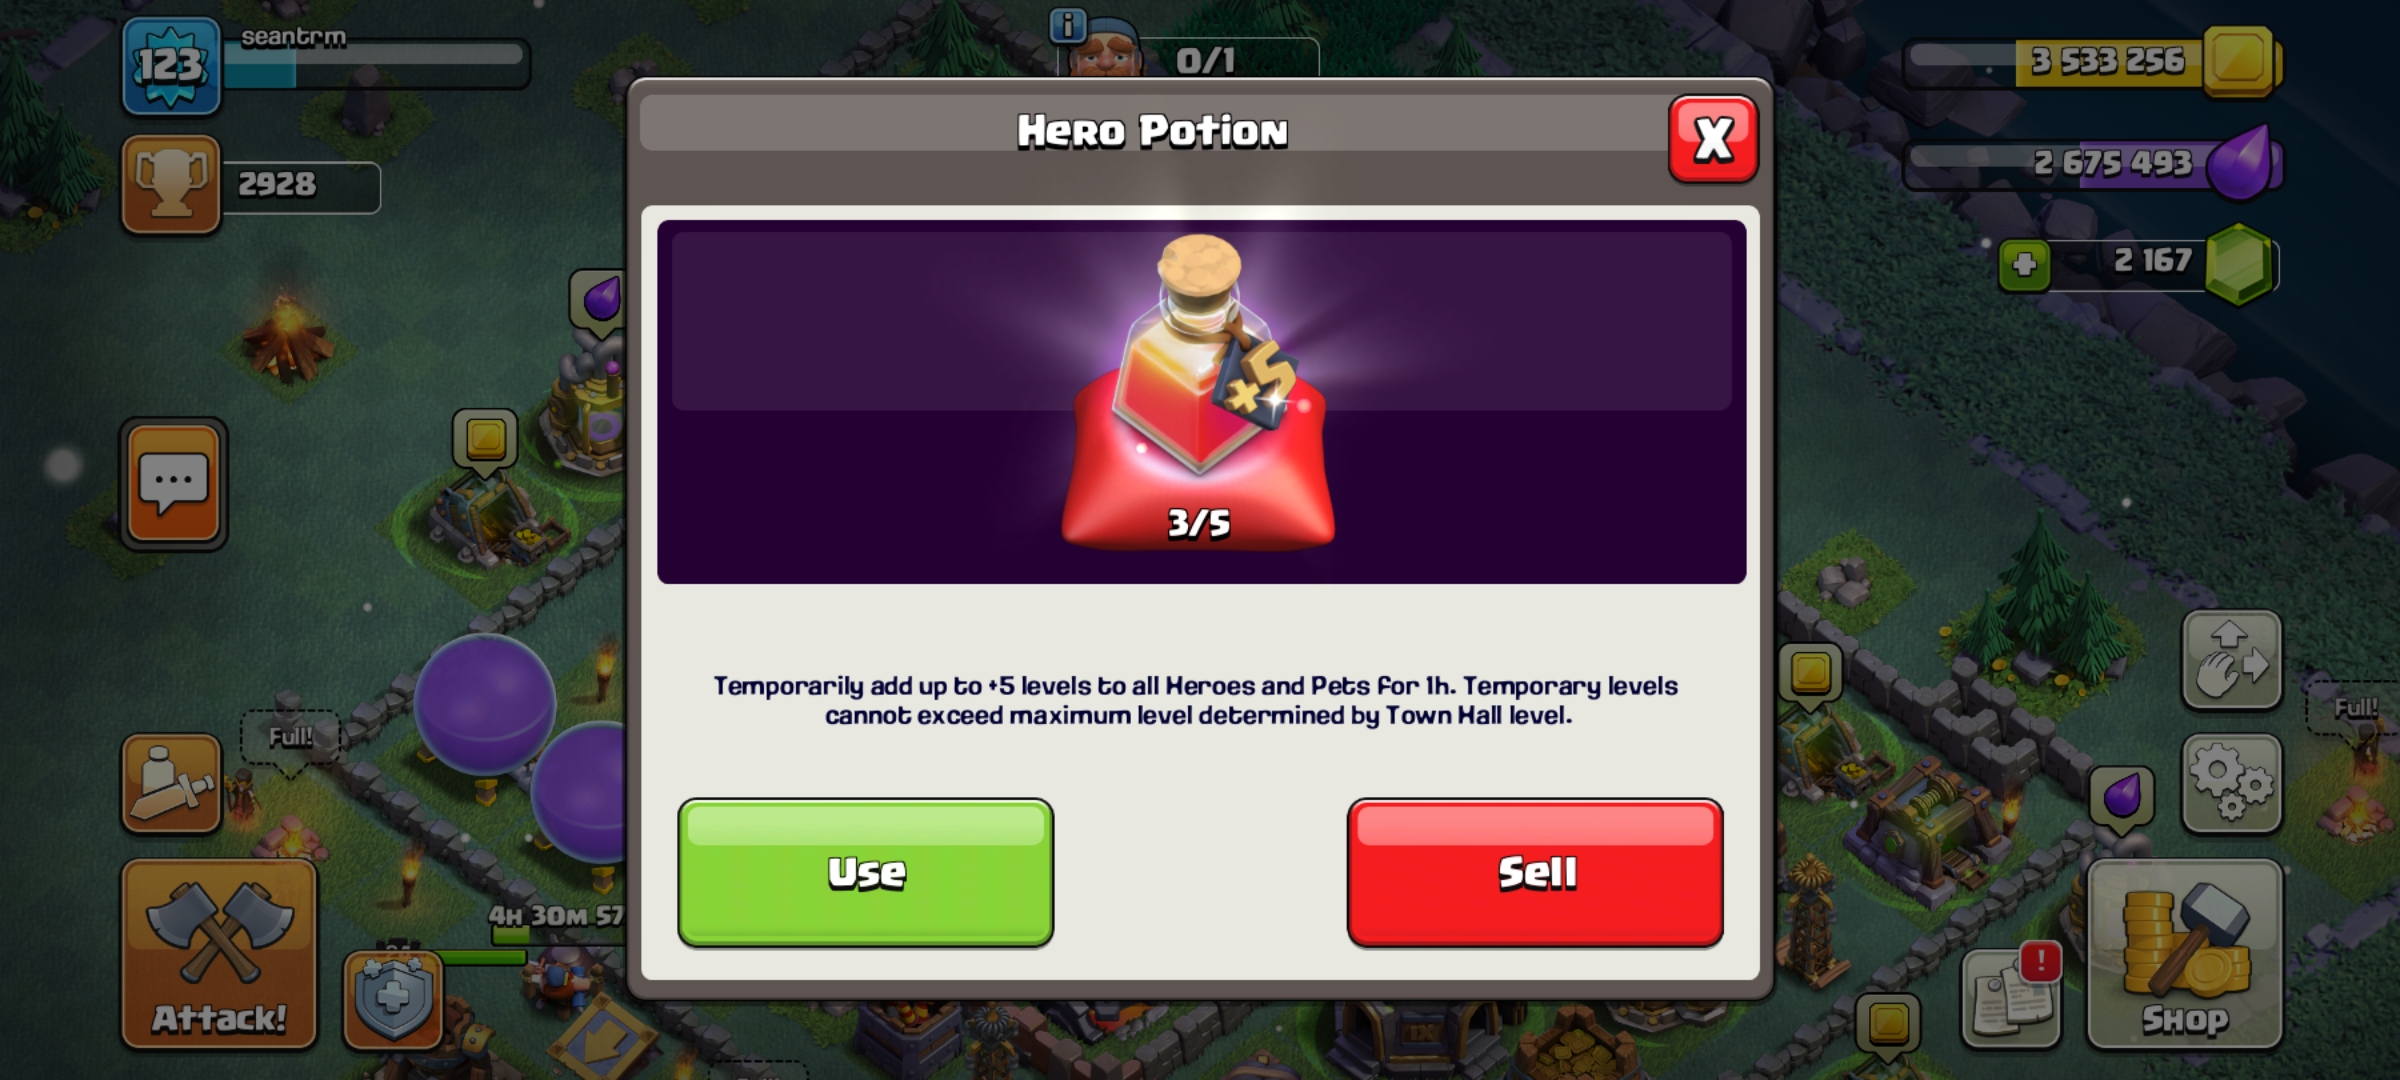 123
seantrm
0/1
3 533 256
2928
2 675 493
2 167
Hero Potion
X
+5
3/5
Temporarily add up to +5 levels to all Heroes and Pets for 1h. Temporary levels
cannot exceed maximum level determined by Town Hall level.
Use
Sell
Full!
Full!
4H 30M 57
Attack!
!
Shop
IX